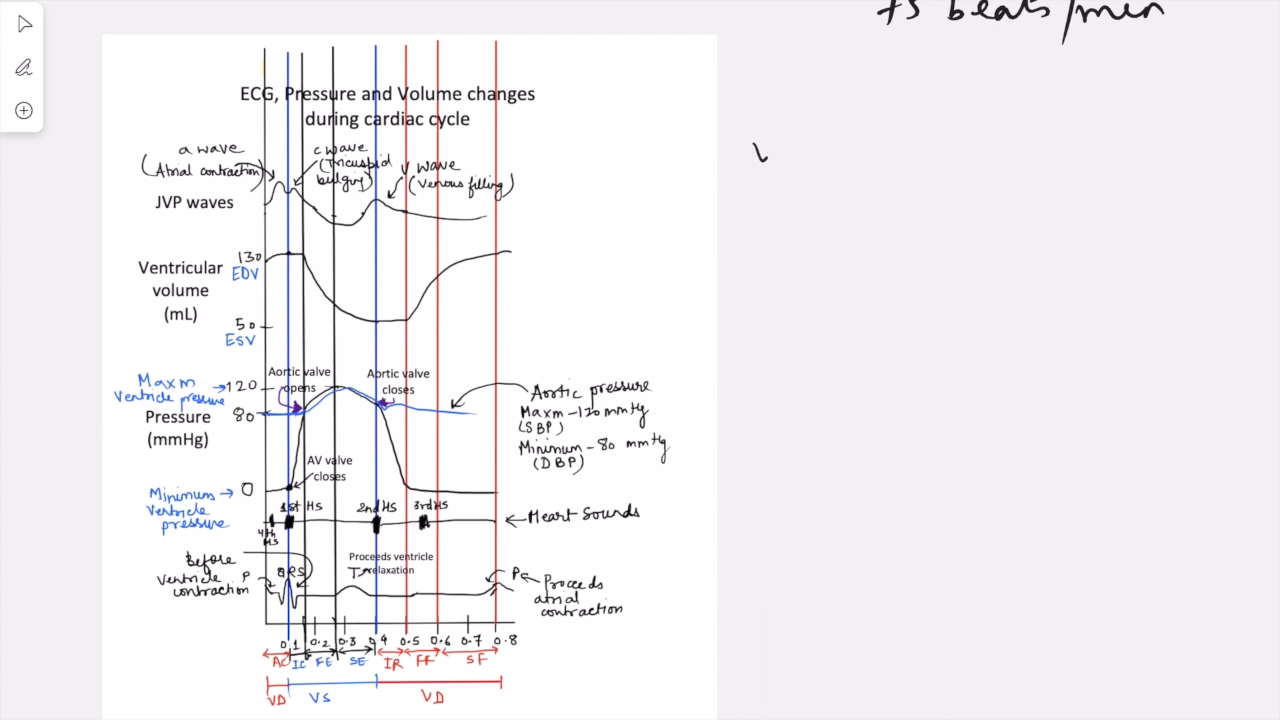 75 beats/min
ECG, Pressure and Volume changes
during cardiac cycle
a wave
(Atrial contraction)
c wave
(Tricuspid
bulging)
V wave
(Venous filling)
JVP waves
130
EDV
Ventricular
volume
(mL)
50
ESV
Aortic valve
opens
Aortic valve
closes
Maxm
Ventricle pressure
120
80
Pressure
(mmHg)
Aortic pressure
Maxm - 120 mmHg
(SBP)
Minimum - 80 mmHg
(DBP)
AV valve
closes
Minimum
Ventricle
pressure
0
1st HS
2nd HS
3rd HS
Heart Sounds
4th
HS
Before
Ventricle
contraction
P
QRS
Proceeds ventricle
relaxation
T
P
Proceeds
atrial
contraction
0.1 0.2 0.3 0.4 0.5 0.6 0.7 0.8
AC IC FE SE IR FF SF
VD VS VD